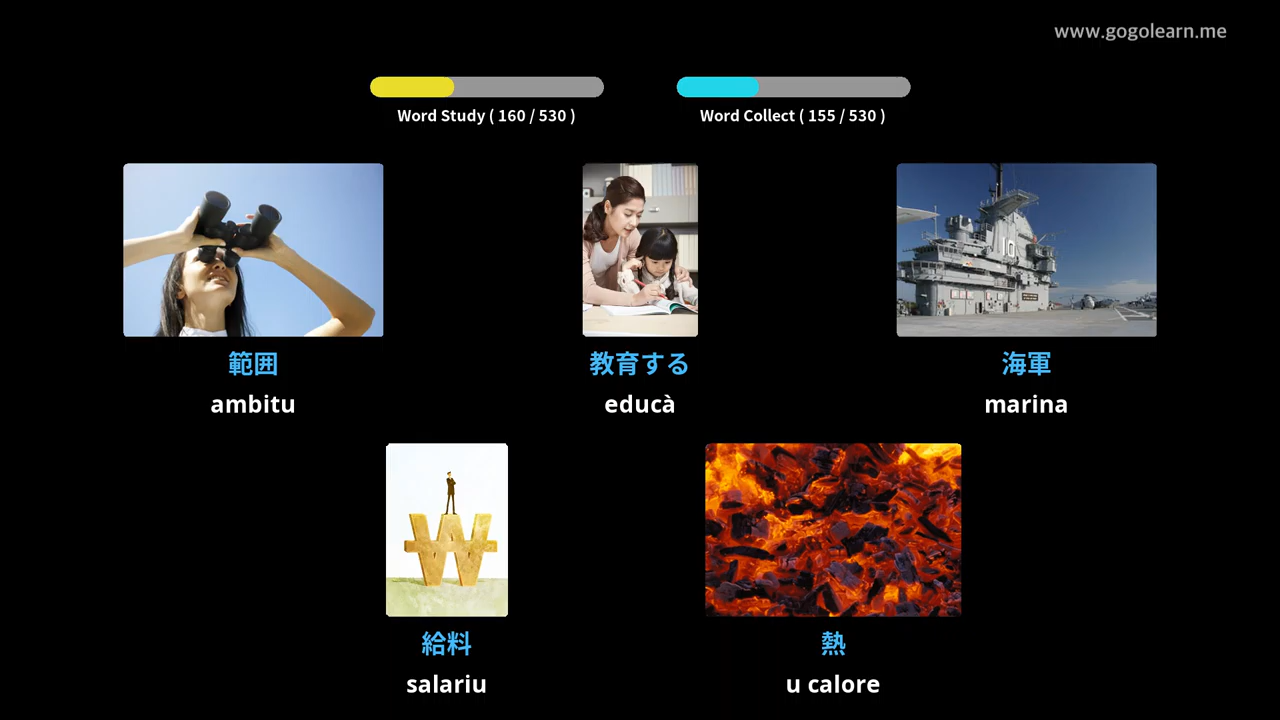 www.gogolearn.me
Word Study ( 160 / 530 )
Word Collect ( 155 / 530 )
範囲
ambitu
教育する
educà
海軍
marina
給料
salariu
熱
u calore